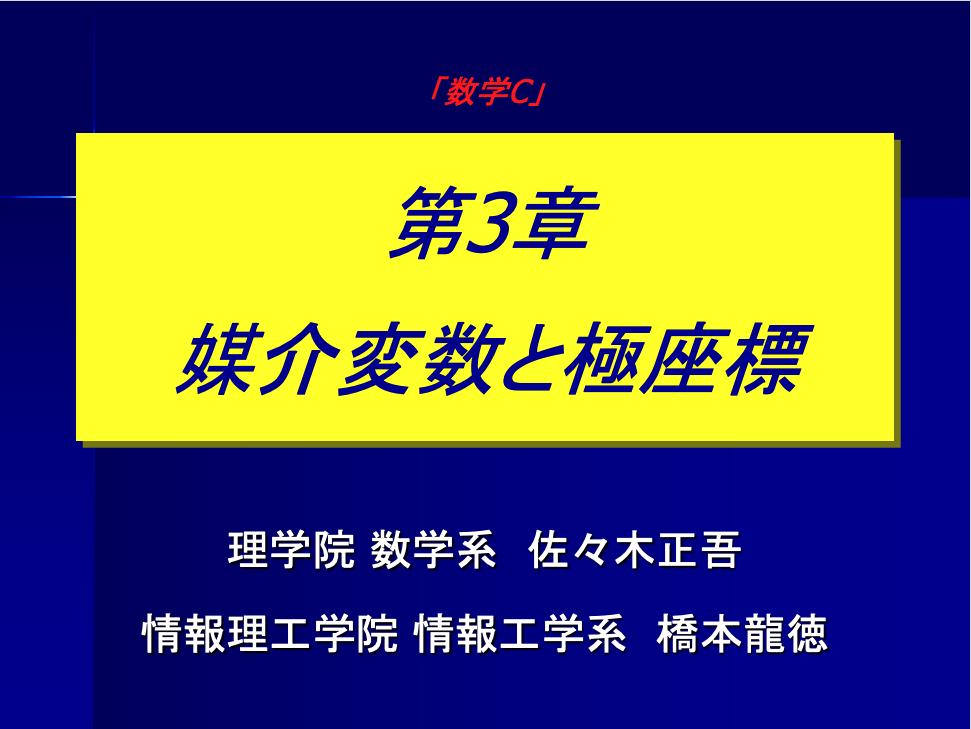 「数学C」
第3章
媒介変数と極座標
理学院 数学系　佐々木正吾
情報理工学院 情報工学系　橋本龍徳